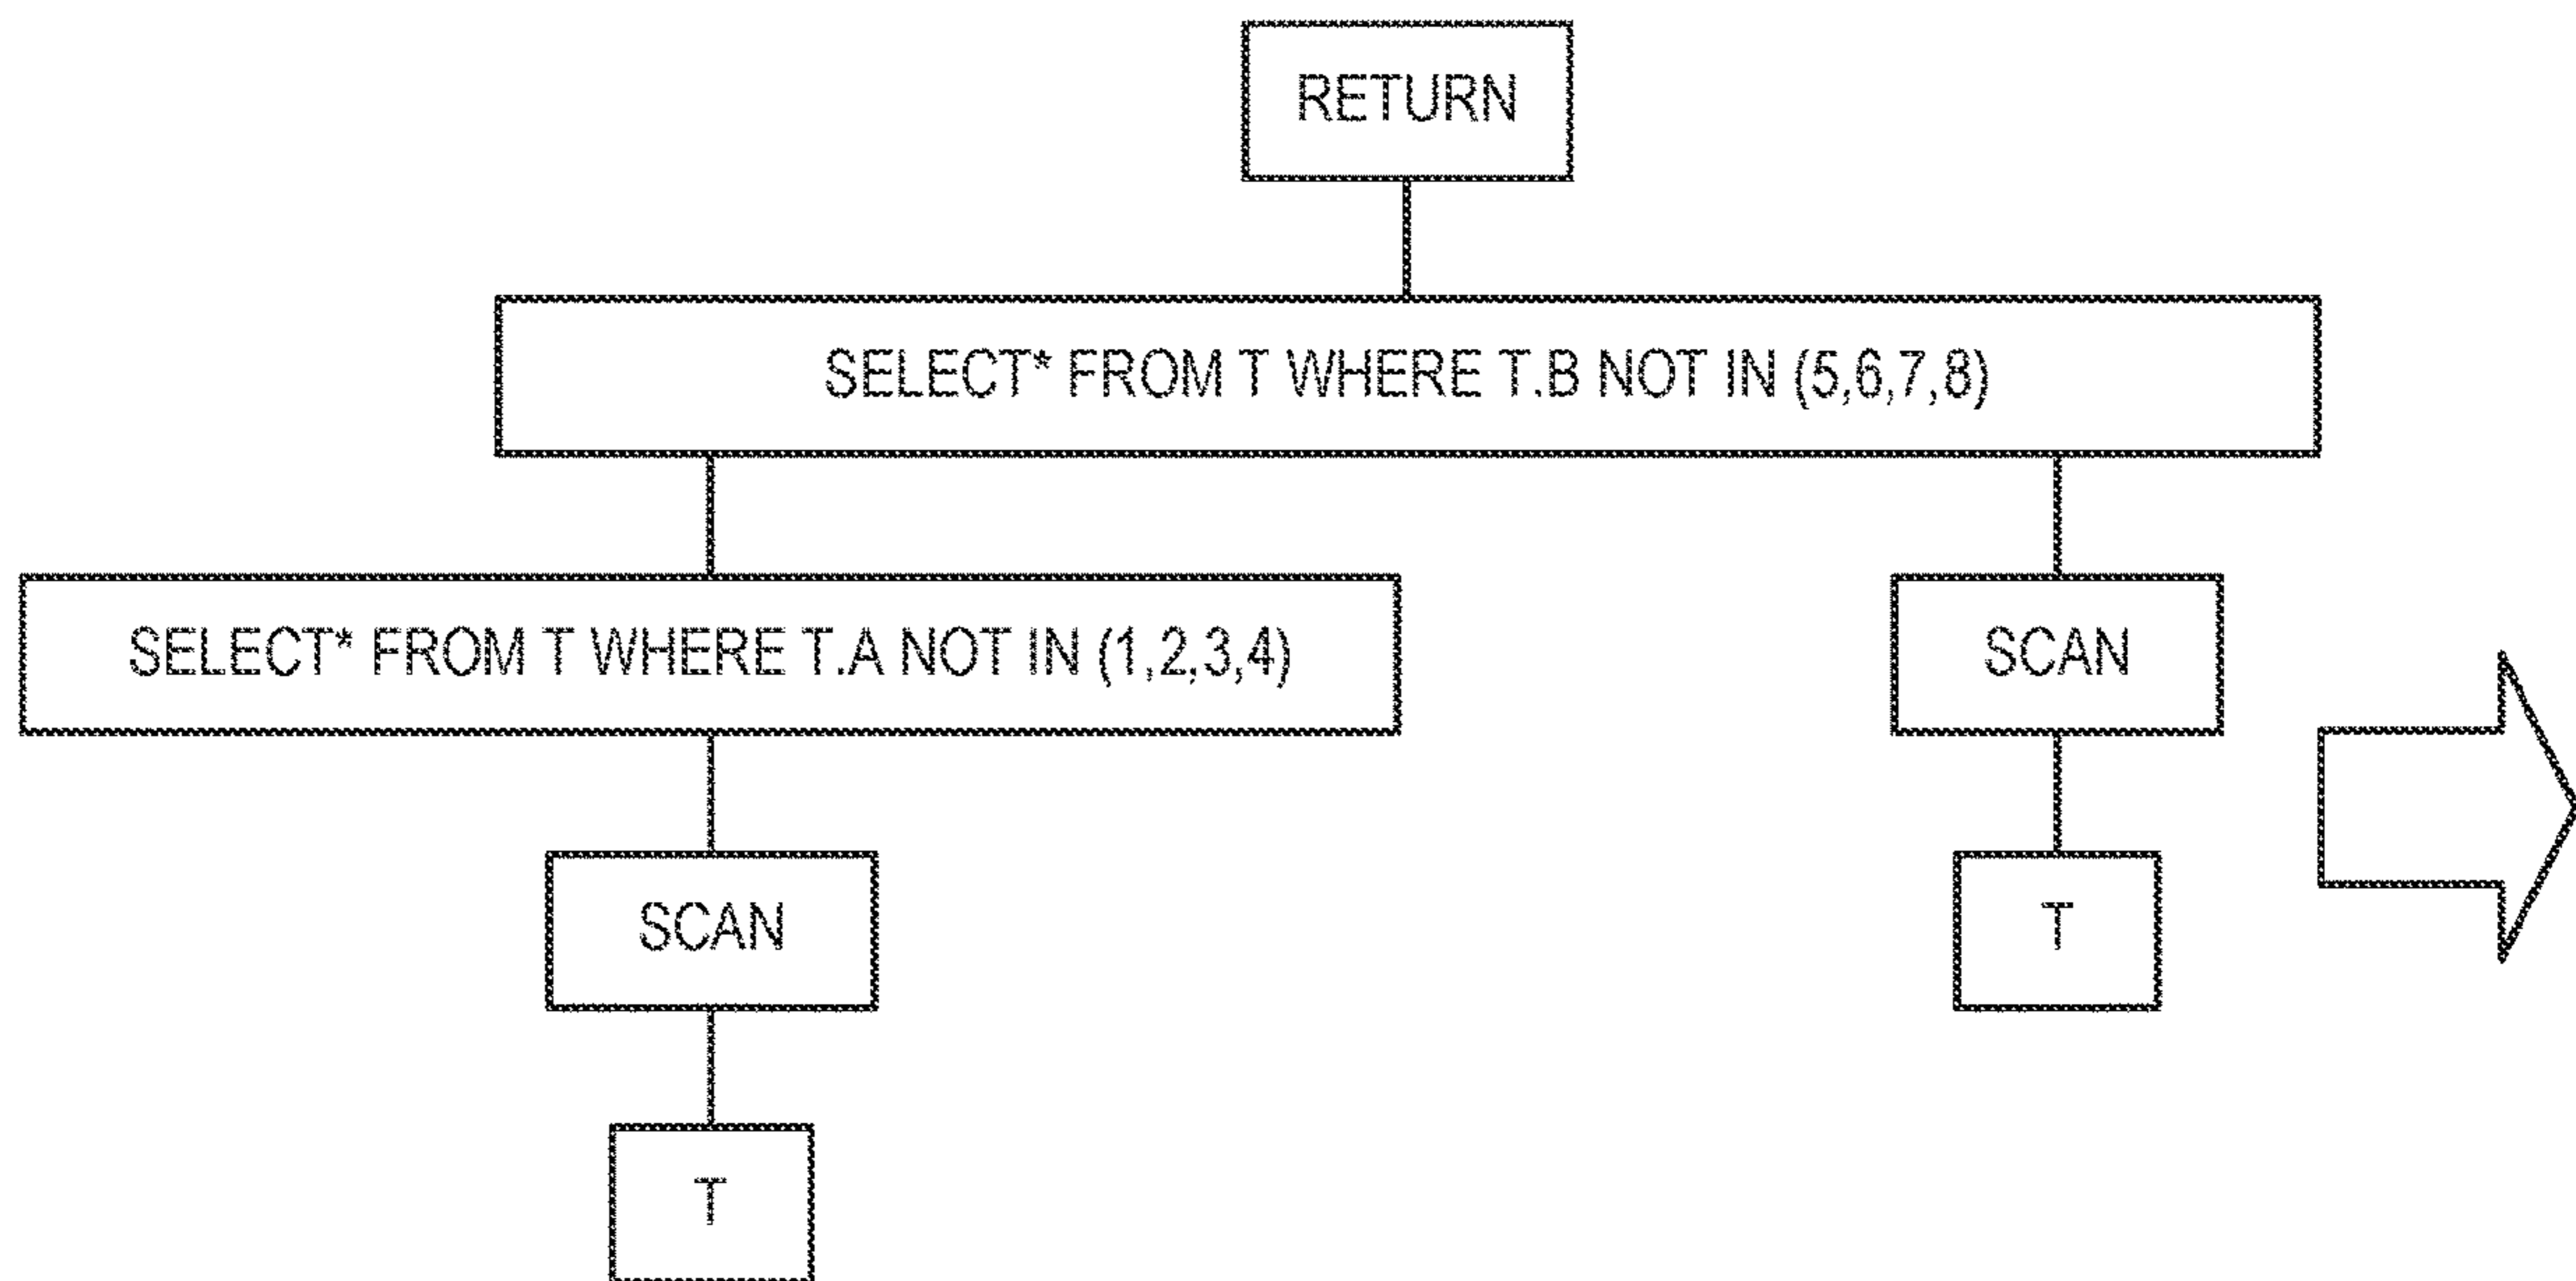 RETURN
SELECT* FROM T WHERE T.B NOT IN (5,6,7,8)
SELECT* FROM T WHERE T.A NOT IN (1,2,3,4)
SCAN
SCAN
T
T